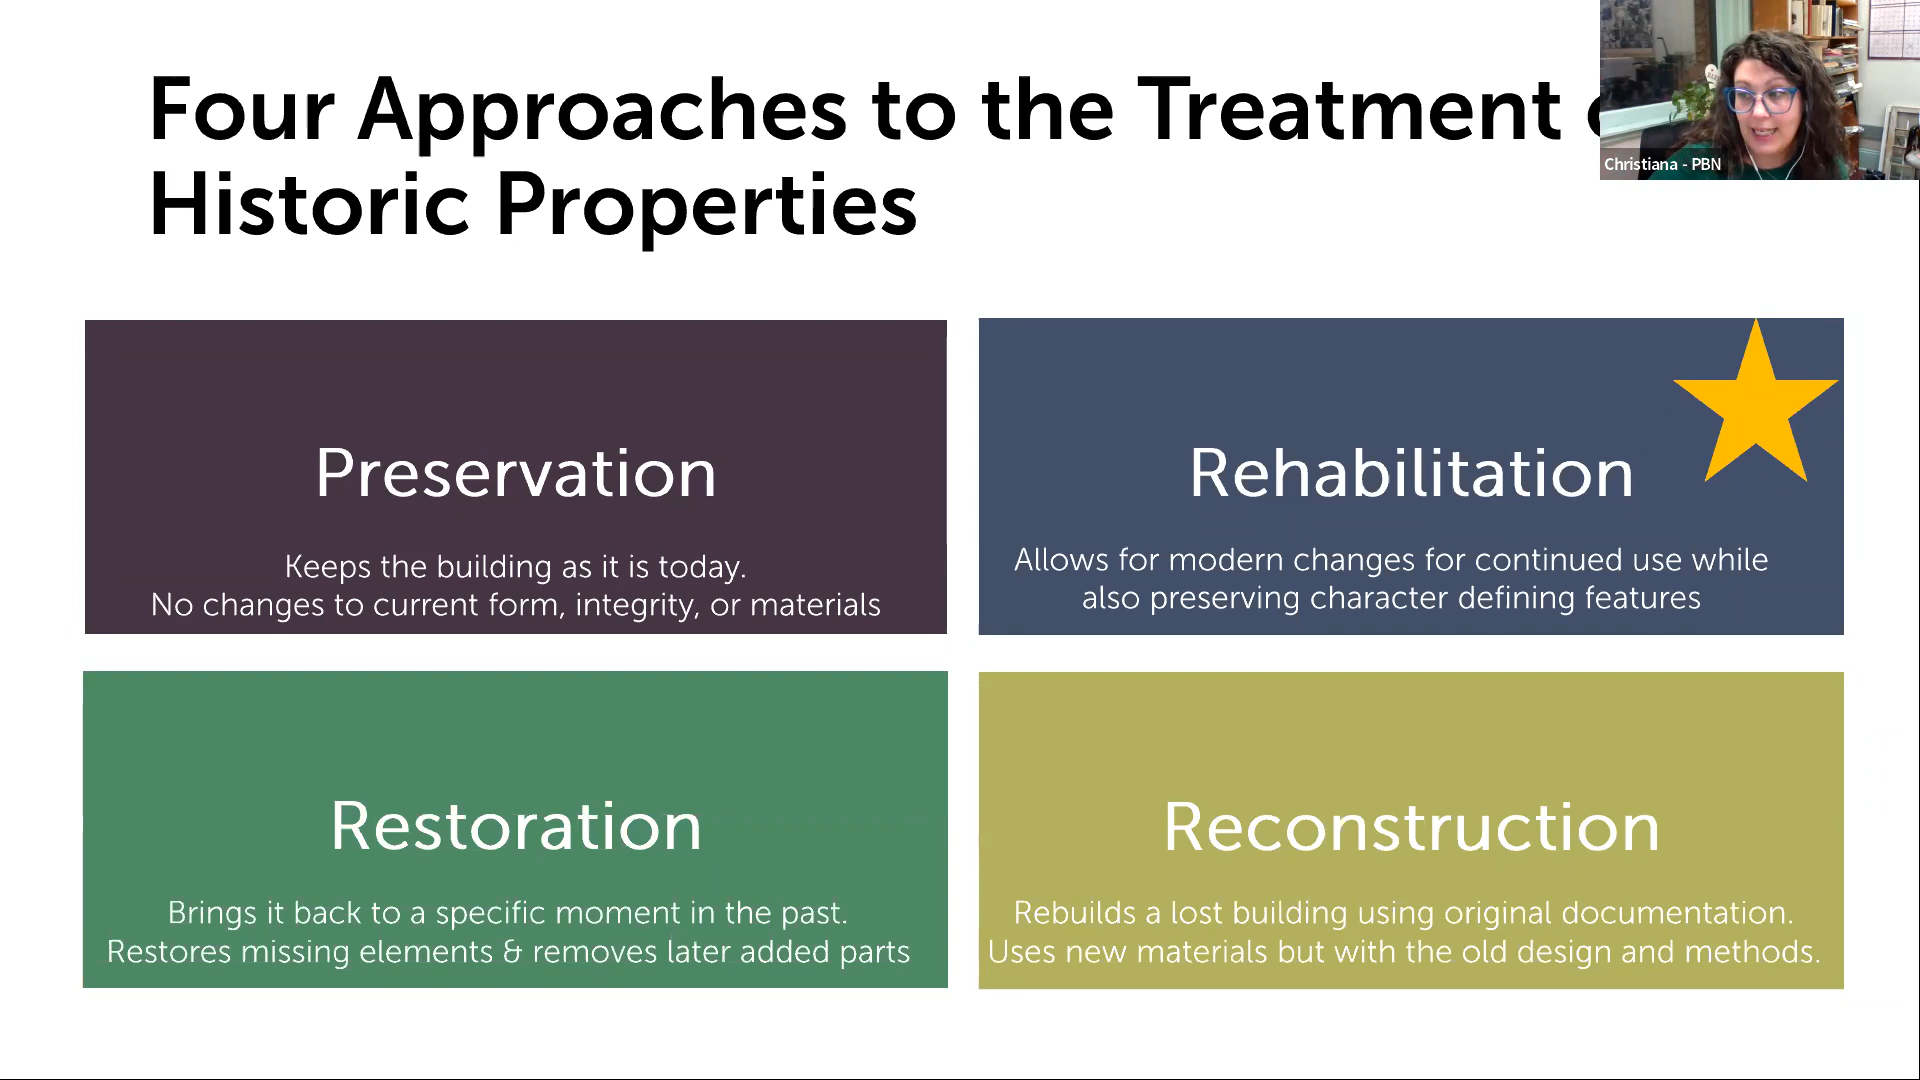 Four Approaches to the Treatment
Historic Properties
Christiana - PBN
Preservation
Keeps the building as it is today.
No changes to current form, integrity, or materials
Rehabilitation
Allows for modern changes for continued use while
also preserving character defining features
Restoration
Brings it back to a specific moment in the past.
Restores missing elements & removes later added parts
Reconstruction
Rebuilds a lost building using original documentation.
Uses new materials but with the old design and methods.